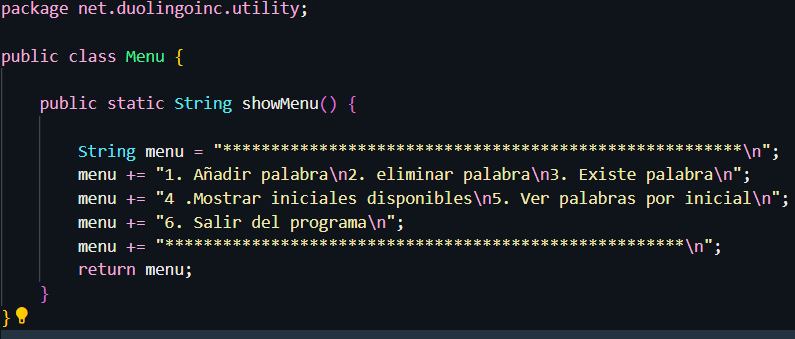 package net.duolingoinc.utility;
public class Menu {
public static String showMenu() {
String menu = "******************************************************\n";
menu += "1. Añadir palabra\n2. eliminar palabra\n3. Existe palabra\n";
menu += "4 .Mostrar iniciales disponibles\n5. Ver palabras por inicial\n";
menu += "6. Salir del programa\n";
menu += "******************************************************\n";
return menu;
}
}